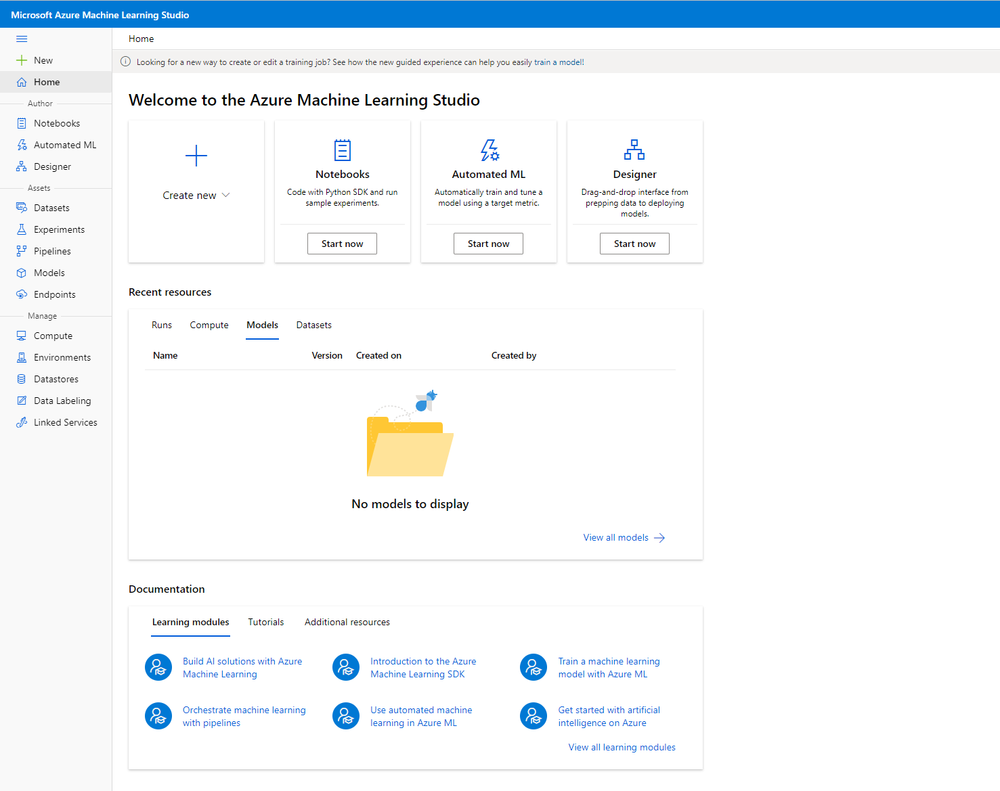 Microsoft Azure Machine Learning Studio
New
Home
Author
Notebooks
Automated ML
Designer
Assets
Datasets
Experiments
Pipelines
Models
Endpoints
Manage
Compute
Environments
Datastores
Data Labeling
Linked Services
Home
Looking for a new way to create or edit a training job? See how the new guided experience can help you easily train a model!
Welcome to the Azure Machine Learning Studio
Create new
Notebooks
Code with Python SDK and run
sample experiments.
Start now
Automated ML
Automatically train and tune a
model using a target metric.
Start now
Designer
Drag-and-drop interface from
prepping data to deploying
models.
Start now
Recent resources
Runs Compute Models Datasets
Name Version Created on Created by
No models to display
View all models
Documentation
Learning modules Tutorials Additional resources
Build AI solutions with Azure
Machine Learning
Introduction to the Azure
Machine Learning SDK
Train a machine learning
model with Azure ML
Orchestrate machine learning
with pipelines
Use automated machine
learning in Azure ML
Get started with artificial
intelligence on Azure
View all learning modules